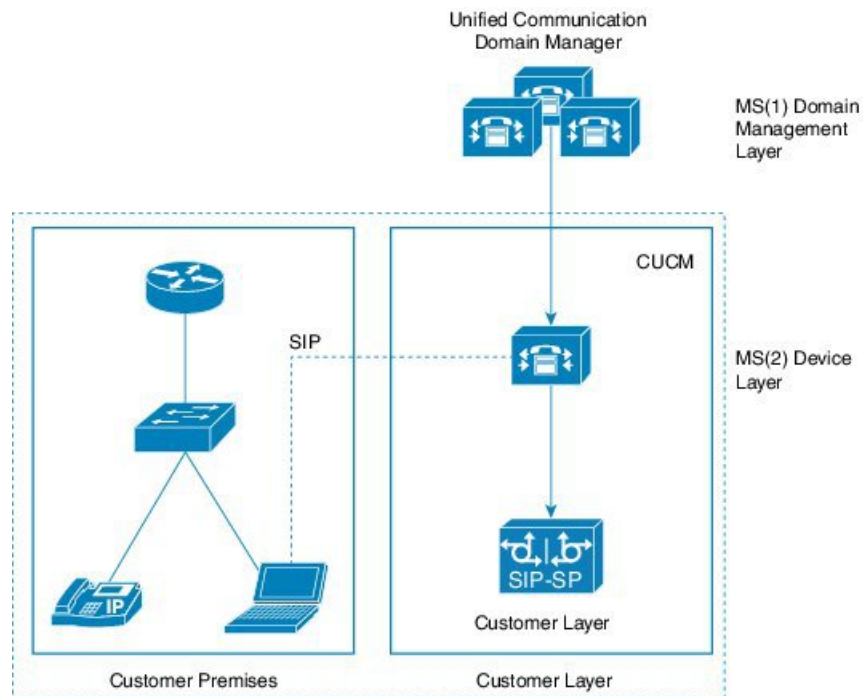 Unified Communication
Domain Manager
MS(1) Domain
Management
Layer
CUCM
SIP
MS(2) Device
Layer
IP
SIP-SP
Customer Layer
Customer Premises
Customer Layer